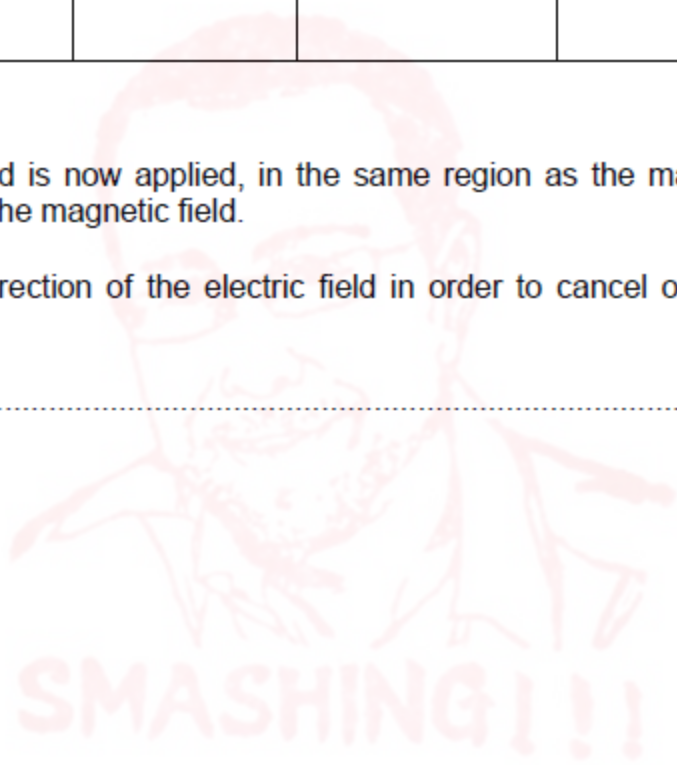 d is now applied, in the same region as the ma
he magnetic field.
rection of the electric field in order to cancel o
SMASHING!!!